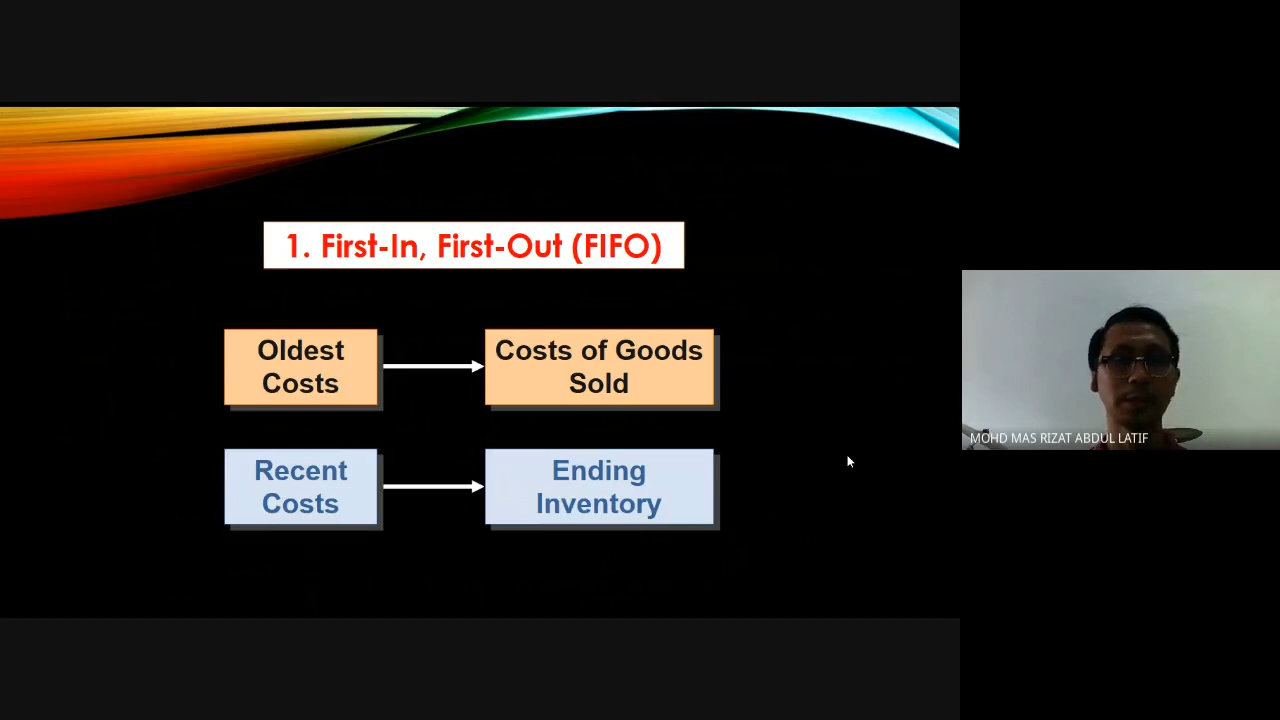 1. First-In, First-Out (FIFO)
Oldest
Costs
Costs of Goods
Sold
Recent
Costs
Ending
Inventory
MOHD MAS RIZAT ABDUL LATIF